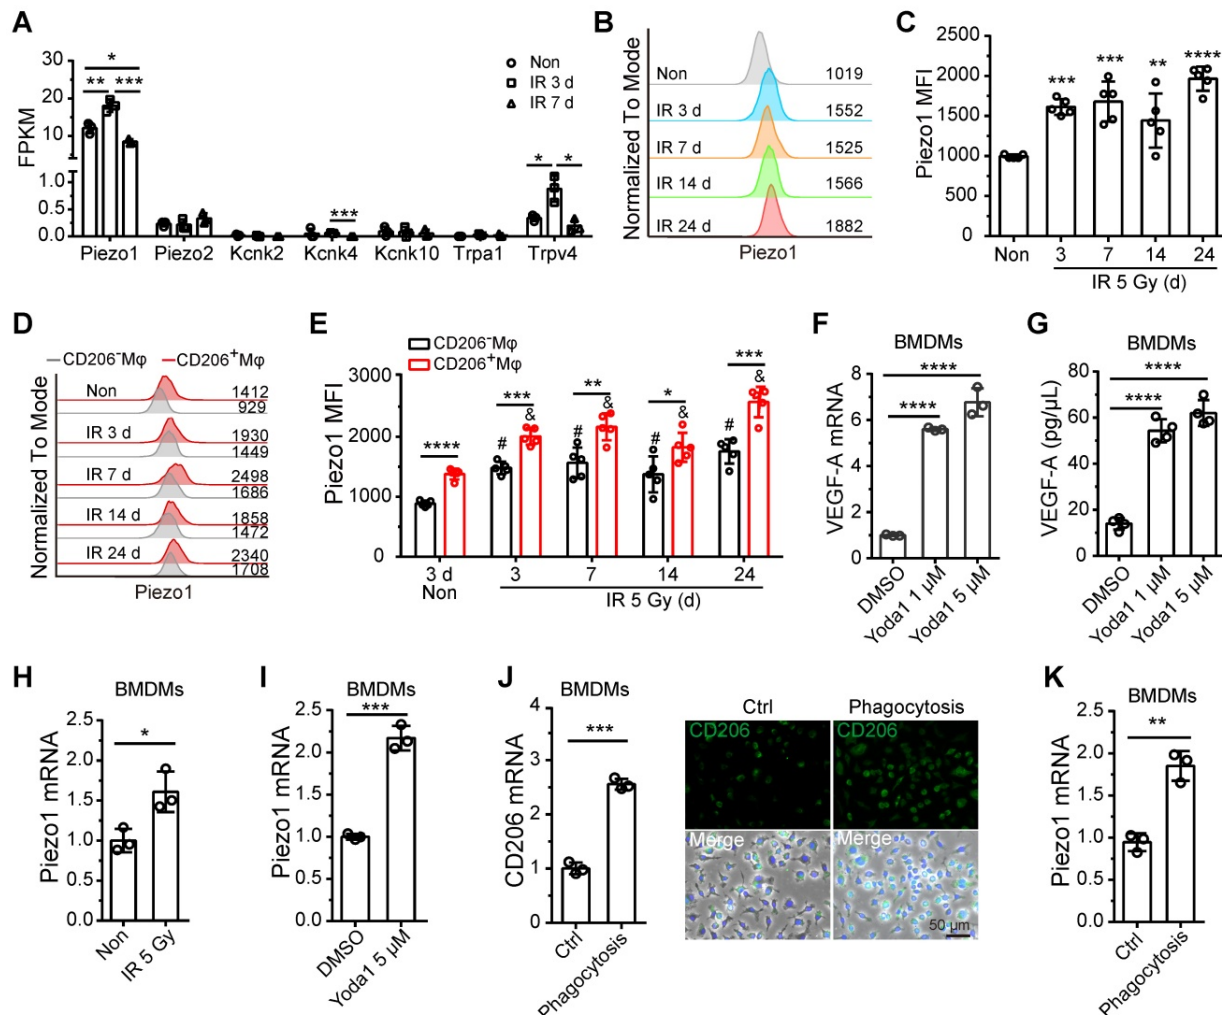 A
FPKM
30
20
10
0
1.0
0.5
0.0
*
** ***
Non
IR 3 d
IR 7 d
***
* *
Piezo1 Piezo2 Kcnk2 Kcnk4 Kcnk10 Trpa1 Trpv4
B
Normalized To Mode
Non 1019
IR 3 d 1552
IR 7 d 1525
IR 14 d 1566
IR 24 d 1882
Piezo1
C
Piezo1 MFI
2500
2000
1500
1000
500
0
*** *** ** ****
Non 3 7 14 24
IR 5 Gy (d)
D
CD206⁻Mφ CD206⁺Mφ
Normalized To Mode
Non 1412
929
IR 3 d 1930
1449
IR 7 d 2498
1686
IR 14 d 1858
1472
IR 24 d 2340
1708
Piezo1
E
CD206⁻Mφ
CD206⁺Mφ
Piezo1 MFI
3000
2000
1000
0
**** *** ** * ***
# & # & # & # &
3 d 3 7 14 24
Non IR 5 Gy (d)
F
BMDMs
VEGF-A mRNA
8
6
4
2
0
****
****
DMSO
Yoda1 1 µM
Yoda1 5 µM
G
BMDMs
VEGF-A (pg/µL)
80
60
40
20
0
****
****
DMSO
Yoda1 1 µM
Yoda1 5 µM
H
BMDMs
Piezo1 mRNA
2.5
2.0
1.5
1.0
0.5
0.0
*
Non
IR 5 Gy
I
BMDMs
Piezo1 mRNA
2.5
2.0
1.5
1.0
0.5
0.0
***
DMSO
Yoda1 5 µM
J
BMDMs
CD206 mRNA
4
3
2
1
0
***
Ctrl
Phagocytosis
Ctrl Phagocytosis
CD206 CD206
Merge Merge
50 µm
K
BMDMs
Piezo1 mRNA
2.5
2.0
1.5
1.0
0.5
0.0
**
Ctrl
Phagocytosis